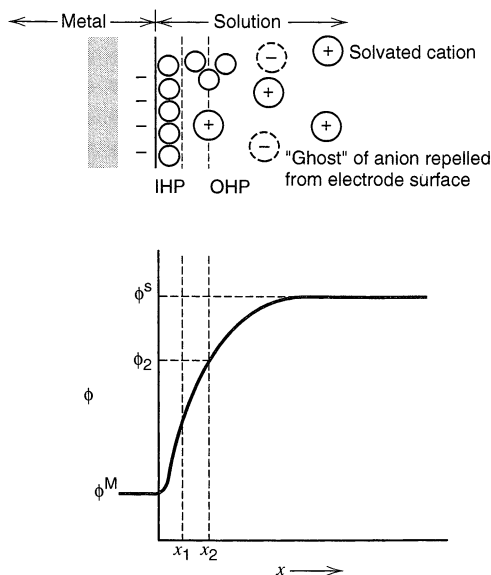 Metal Solution
− + Solvated cation
− +
− + +
−
− − "Ghost" of anion repelled
IHP OHP from electrode surface
ϕS
ϕ2
ϕ
ϕM
x1 x2
x